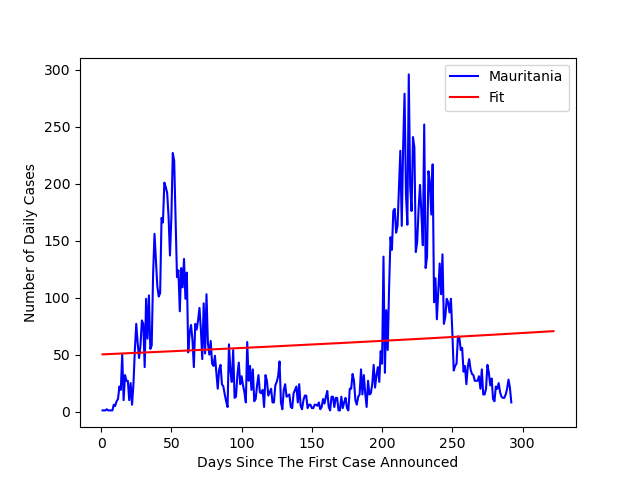 Mauritania
Fit
Number of Daily Cases
300
250
200
150
100
50
0
0 50 100 150 200 250 300
Days Since The First Case Announced